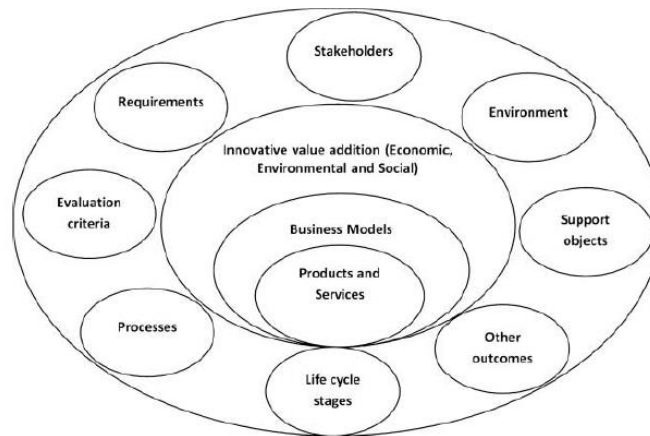 Stakeholders
Requirements
Environment
Innovative value addition (Economic,
Environmental and Social)
Evaluation
criteria
Support
objects
Business Models
Products and
Services
Processes
Other
outcomes
Life cycle
stages